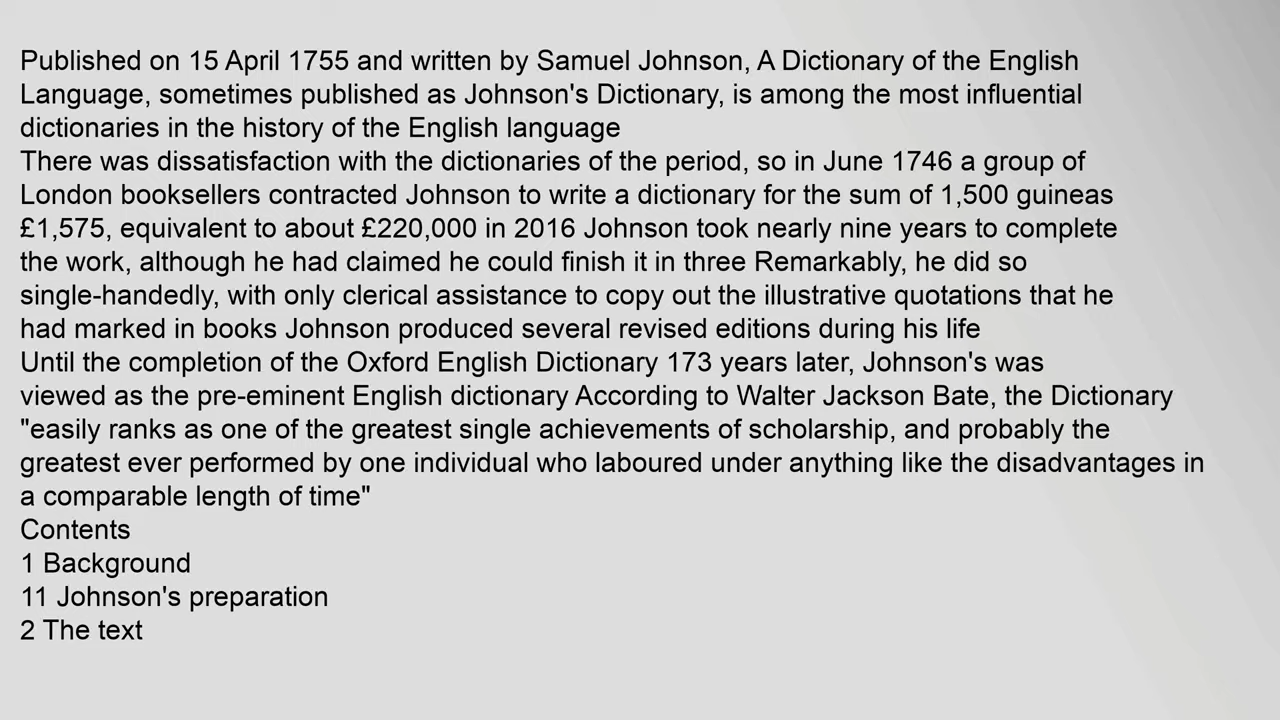 Published on 15 April 1755 and written by Samuel Johnson, A Dictionary of the English
Language, sometimes published as Johnson's Dictionary, is among the most influential
dictionaries in the history of the English language
There was dissatisfaction with the dictionaries of the period, so in June 1746 a group of
London booksellers contracted Johnson to write a dictionary for the sum of 1,500 guineas
£1,575, equivalent to about £220,000 in 2016 Johnson took nearly nine years to complete
the work, although he had claimed he could finish it in three Remarkably, he did so
single-handedly, with only clerical assistance to copy out the illustrative quotations that he
had marked in books Johnson produced several revised editions during his life
Until the completion of the Oxford English Dictionary 173 years later, Johnson's was
viewed as the pre-eminent English dictionary According to Walter Jackson Bate, the Dictionary
"easily ranks as one of the greatest single achievements of scholarship, and probably the
greatest ever performed by one individual who laboured under anything like the disadvantages in
a comparable length of time"
Contents
1 Background
11 Johnson's preparation
2 The text